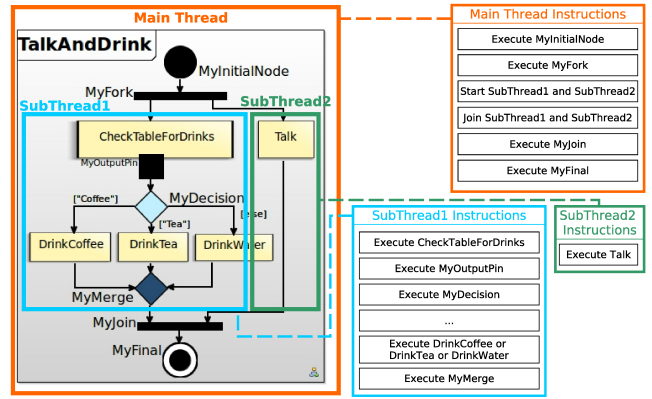 Main Thread
TalkAndDrink
MyInitialNode
MyFork
SubThread1
SubThread2
CheckTableForDrinks
Talk
MyOutputPin
["Coffee"]
MyDecision
["Tea"]
[else]
DrinkCoffee
DrinkTea
DrinkWater
MyMerge
MyJoin
MyFinal
Main Thread Instructions
Execute MyInitialNode
Execute MyFork
Start SubThread1 and SubThread2
Join SubThread1 and SubThread2
Execute MyJoin
Execute MyFinal
SubThread1 Instructions
Execute CheckTableForDrinks
Execute MyOutputPin
Execute MyDecision
...
Execute DrinkCoffee or
DrinkTea or DrinkWater
Execute MyMerge
SubThread2
Instructions
Execute Talk